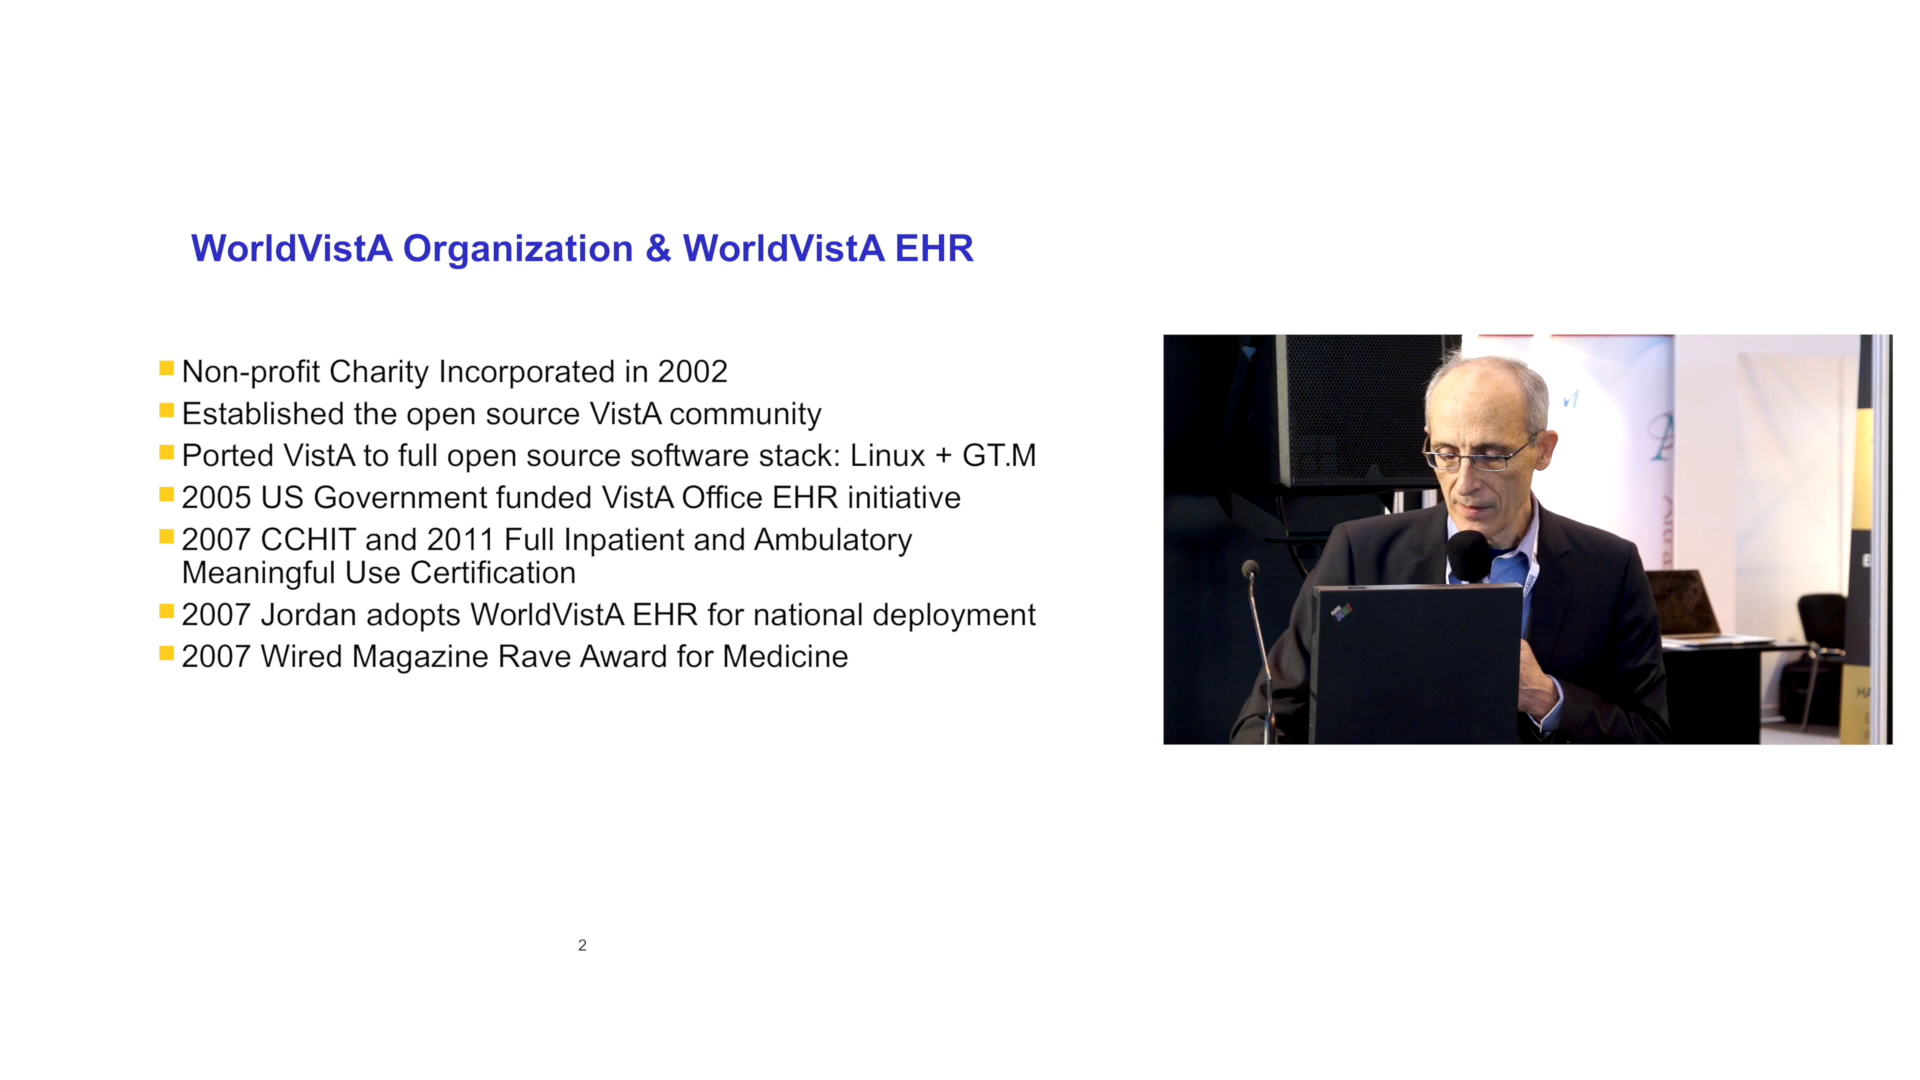 WorldVistA Organization & WorldVistA EHR
Non-profit Charity Incorporated in 2002
Established the open source VistA community
Ported VistA to full open source software stack: Linux + GT.M
2005 US Government funded VistA Office EHR initiative
2007 CCHIT and 2011 Full Inpatient and Ambulatory
Meaningful Use Certification
2007 Jordan adopts WorldVistA EHR for national deployment
2007 Wired Magazine Rave Award for Medicine
2